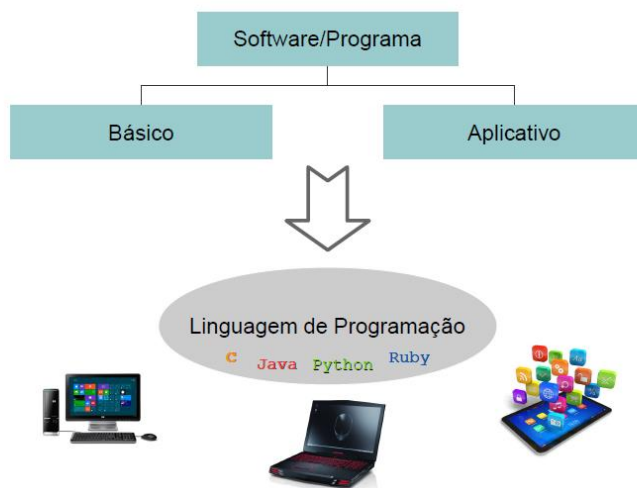 Software/Programa
Básico
Aplicativo
Linguagem de Programação
C Java Python Ruby